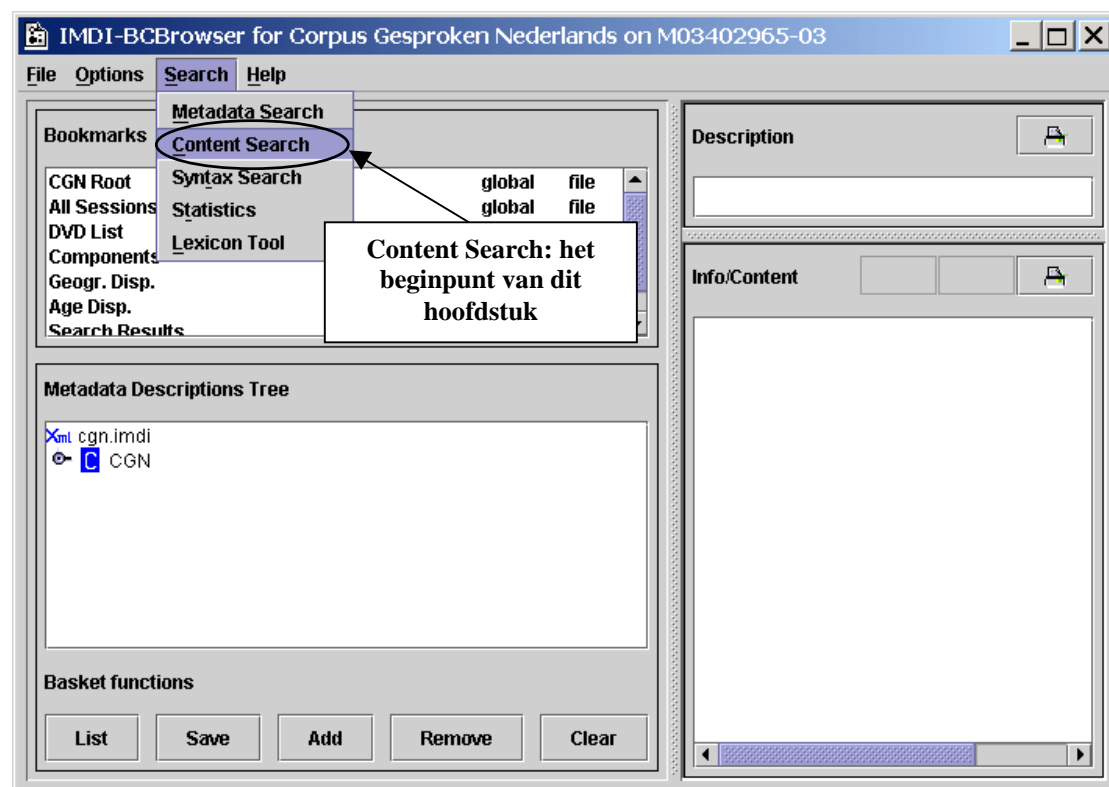 IMDI-BCBrowser for Corpus Gesproken Nederlands on M03402965-03
File Options Search Help
Metadata Search
Content Search
Syntax Search
Statistics
Lexicon Tool
Bookmarks
CGN Root global file
All Sessions global file
DVD List
Components
Geogr. Disp.
Age Disp.
Search Results
Content Search: het
beginpunt van dit
hoofdstuk
Metadata Descriptions Tree
Xml cgn.imdi
C CGN
Basket functions
List Save Add Remove Clear
Description
Info/Content